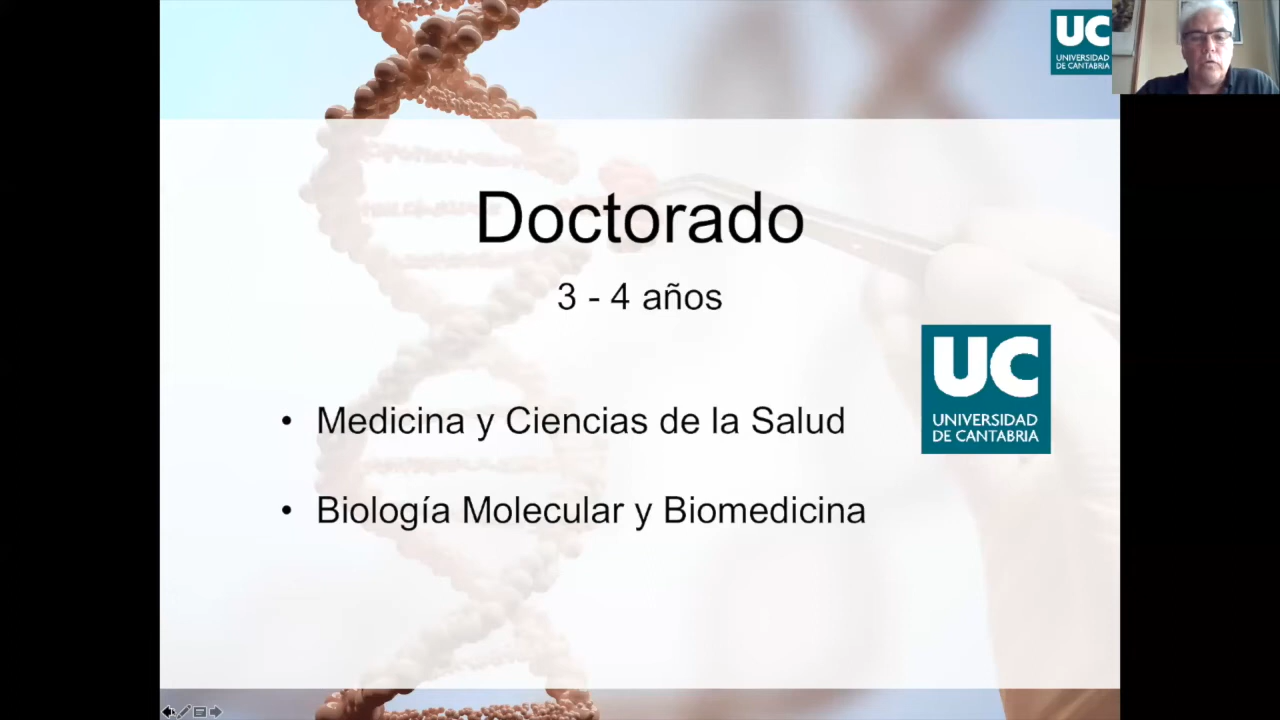 UC
UNIVERSIDAD
DE CANTABRIA
Doctorado
3 - 4 años
• Medicina y Ciencias de la Salud
• Biología Molecular y Biomedicina
UC
UNIVERSIDAD
DE CANTABRIA